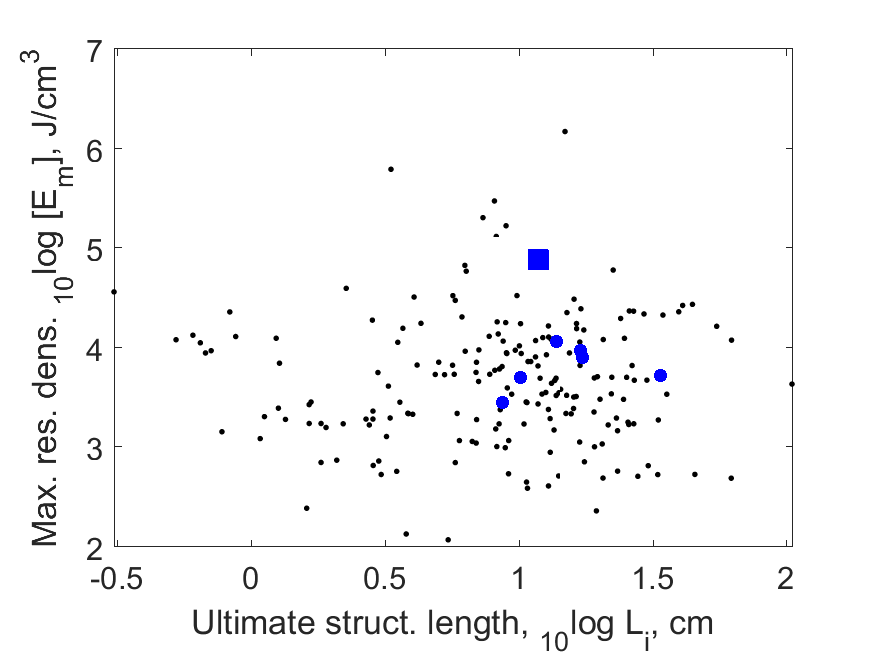 Max. res. dens. 10log [Em], J/cm3
7
6
5
4
3
2
-0.5 0 0.5 1 1.5 2
Ultimate struct. length, 10log Li, cm